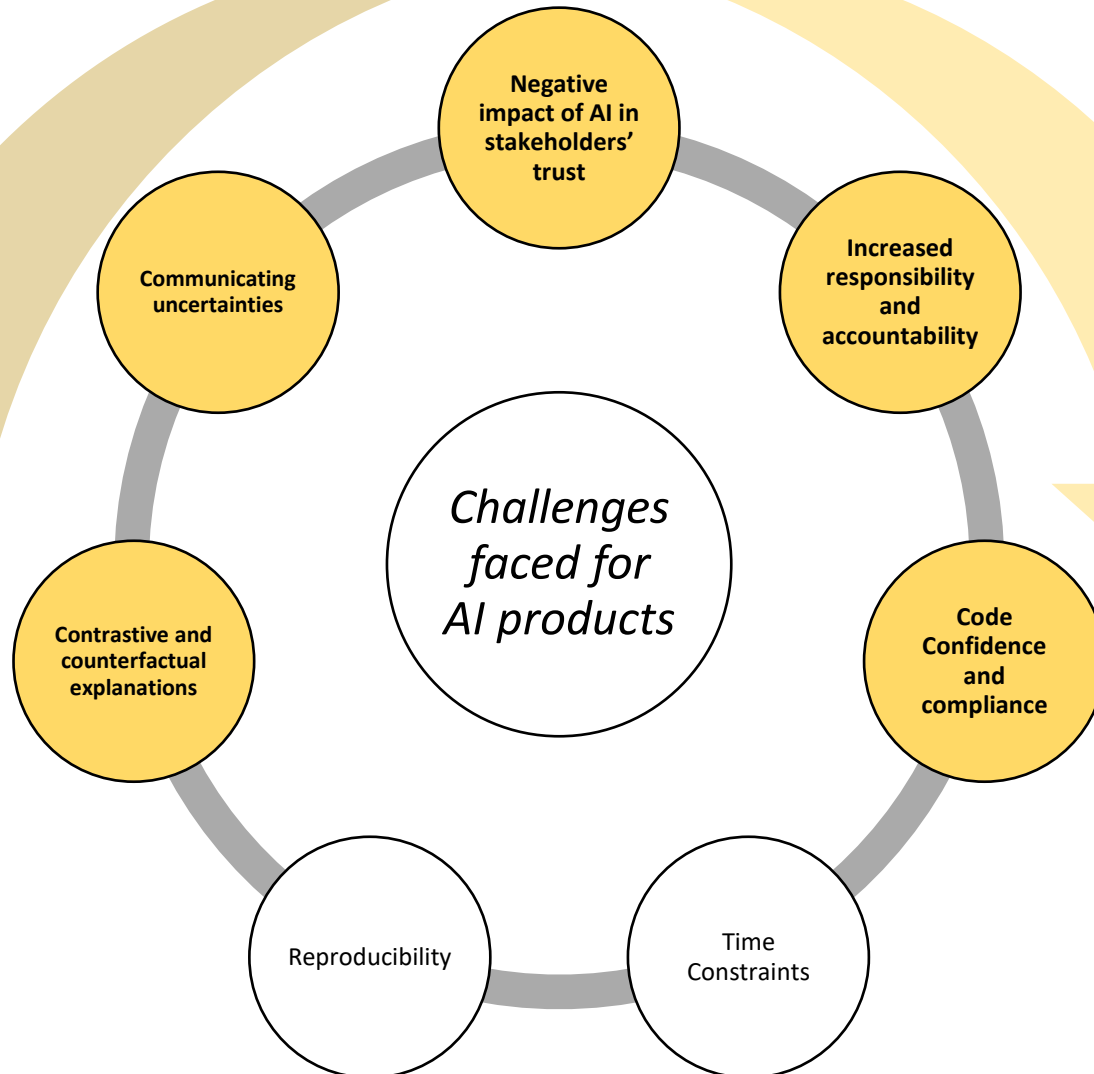 Negative
impact of AI in
stakeholders’
trust
Increased
responsibility
and
accountability
Code
Confidence
and
compliance
Time
Constraints
Reproducibility
Contrastive and
counterfactual
explanations
Communicating
uncertainties
Challenges
faced for
AI products